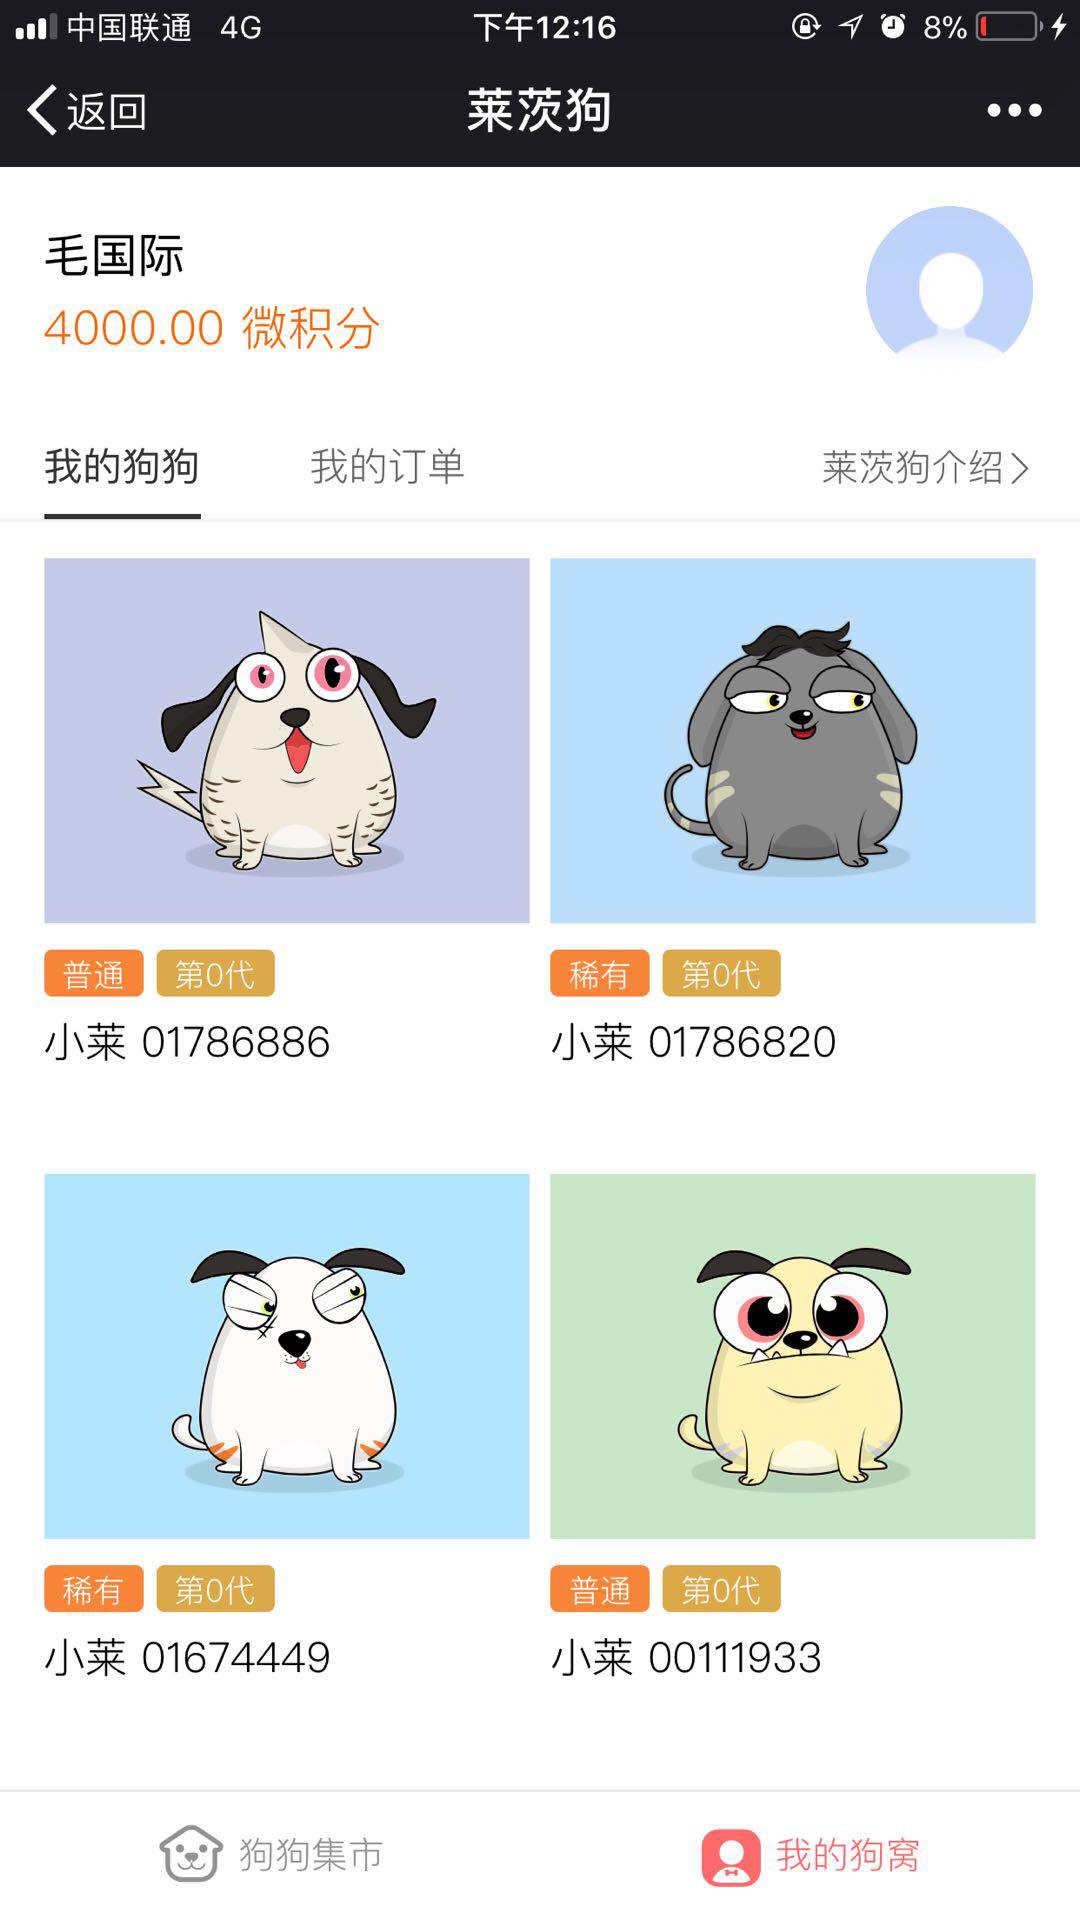 中国联通 4G 下午12:16 8%
返回 莱茨狗
毛国际
4000.00 微积分
我的狗狗 我的订单 莱茨狗介绍
普通 第0代 稀有 第0代
小莱 01786886 小莱 01786820
稀有 第0代 普通 第0代
小莱 01674449 小莱 00111933
狗狗集市 我的狗窝